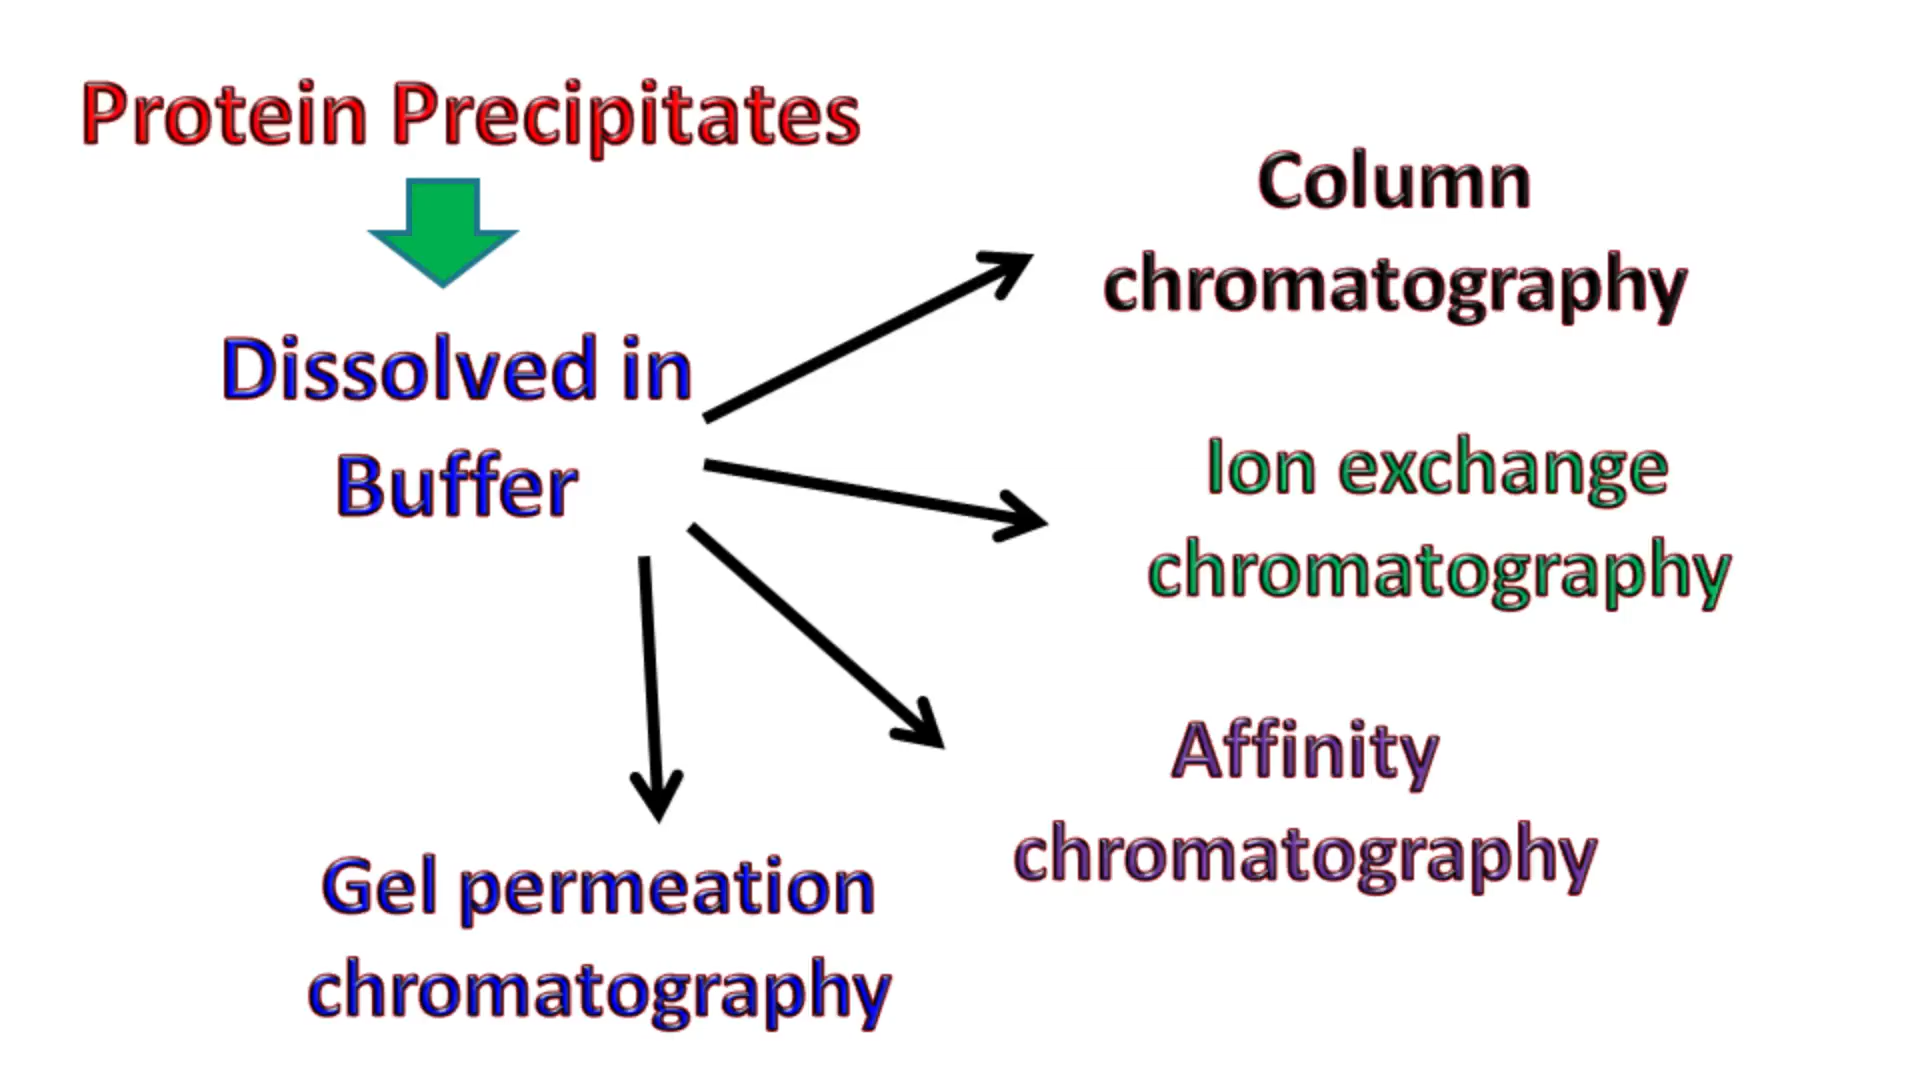 Protein Precipitates
Dissolved in
Buffer
Column
chromatography
Ion exchange
chromatography
Affinity
chromatography
Gel permeation
chromatography